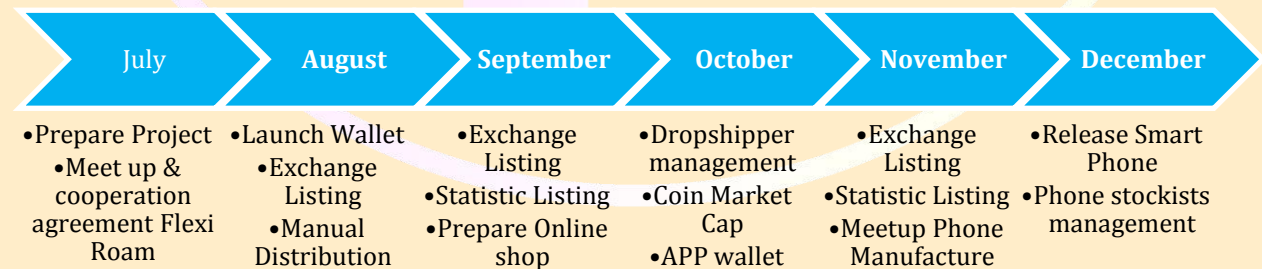 July
August
September
October
November
December
•Prepare Project
•Meet up &
cooperation
agreement Flexi
Roam
•Launch Wallet
•Exchange
Listing
•Manual
Distribution
•Exchange
Listing
•Statistic Listing
•Prepare Online
shop
•Dropshipper
management
•Coin Market
Cap
•APP wallet
•Exchange
Listing
•Statistic Listing
•Meetup Phone
Manufacture
•Release Smart
Phone
•Phone stockists
management